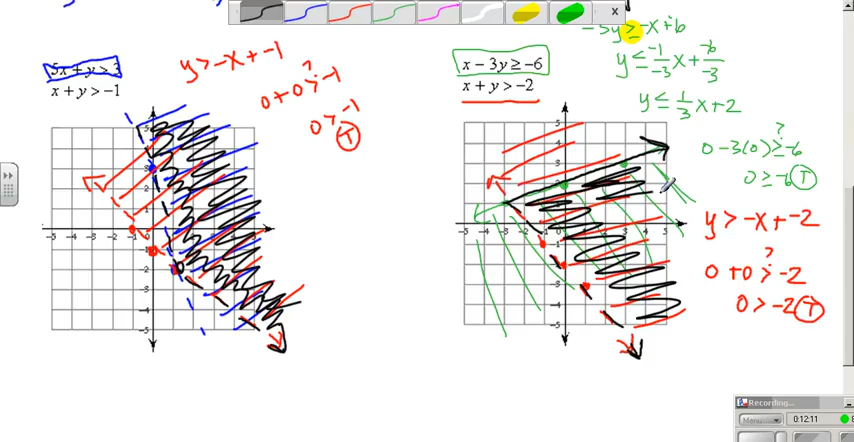 5x + y > 3
x + y > -1
y > -x + -1
0 + 0 >? -1
0 > -1 T
x - 3y ≥ -6
x + y > -2
-3y ≥ -x + -6
y ≤ -1/-3 x + -6/-3
y ≤ 1/3 x + 2
0 - 3(0) ≥? -6
0 ≥ -6 T
y > -x + -2
0 + 0 >? -2
0 > -2 T
Recording...
Menu
0:12:11